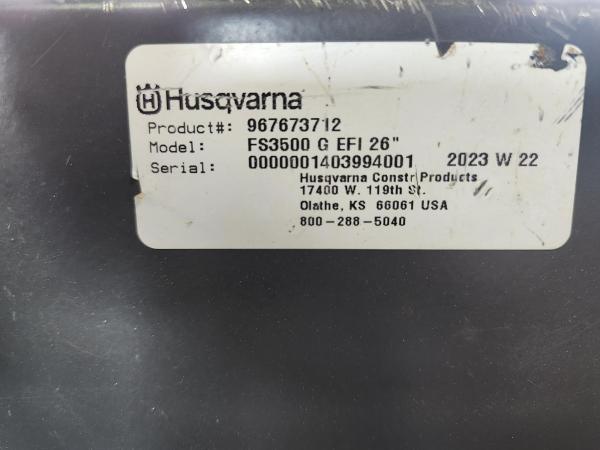 Husqvarna
Product#: 967673712
Model: FS3500 G EFI 26"
Serial: 0000001403994001 2023 W 22
Husqvarna Constr Products
17400 W. 119th St.
Olathe, KS 66061 USA
800-288-5040